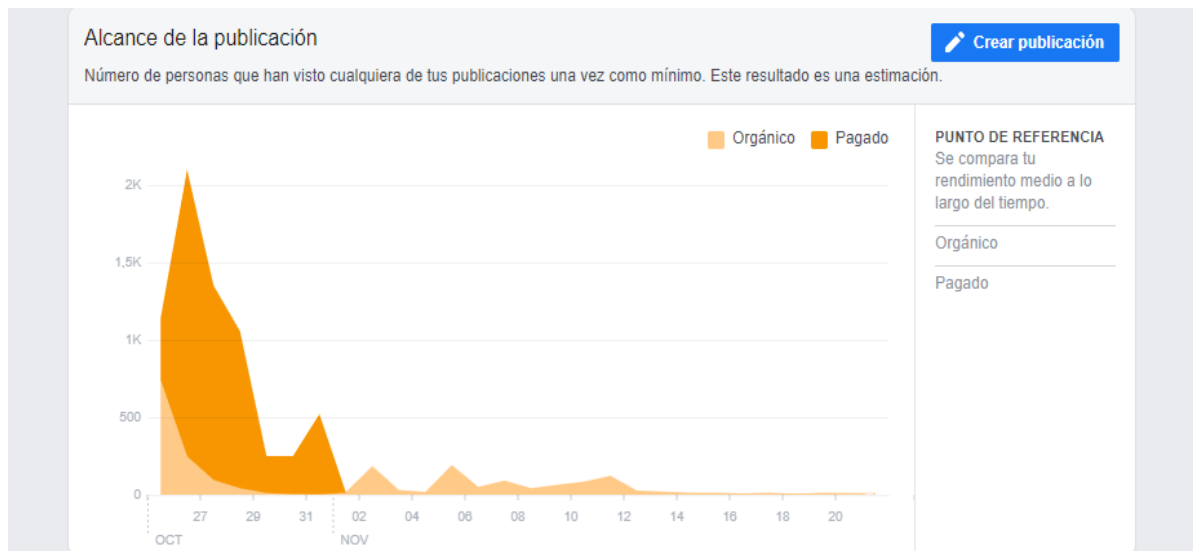 Alcance de la publicación
Crear publicación
Número de personas que han visto cualquiera de tus publicaciones una vez como mínimo. Este resultado es una estimación.
Orgánico
Pagado
PUNTO DE REFERENCIA
Se compara tu
rendimiento medio a lo
largo del tiempo.
Orgánico
Pagado
2K
1,5K
1K
500
0
27 29 31 02 04 06 08 10 12 14 16 18 20
OCT NOV